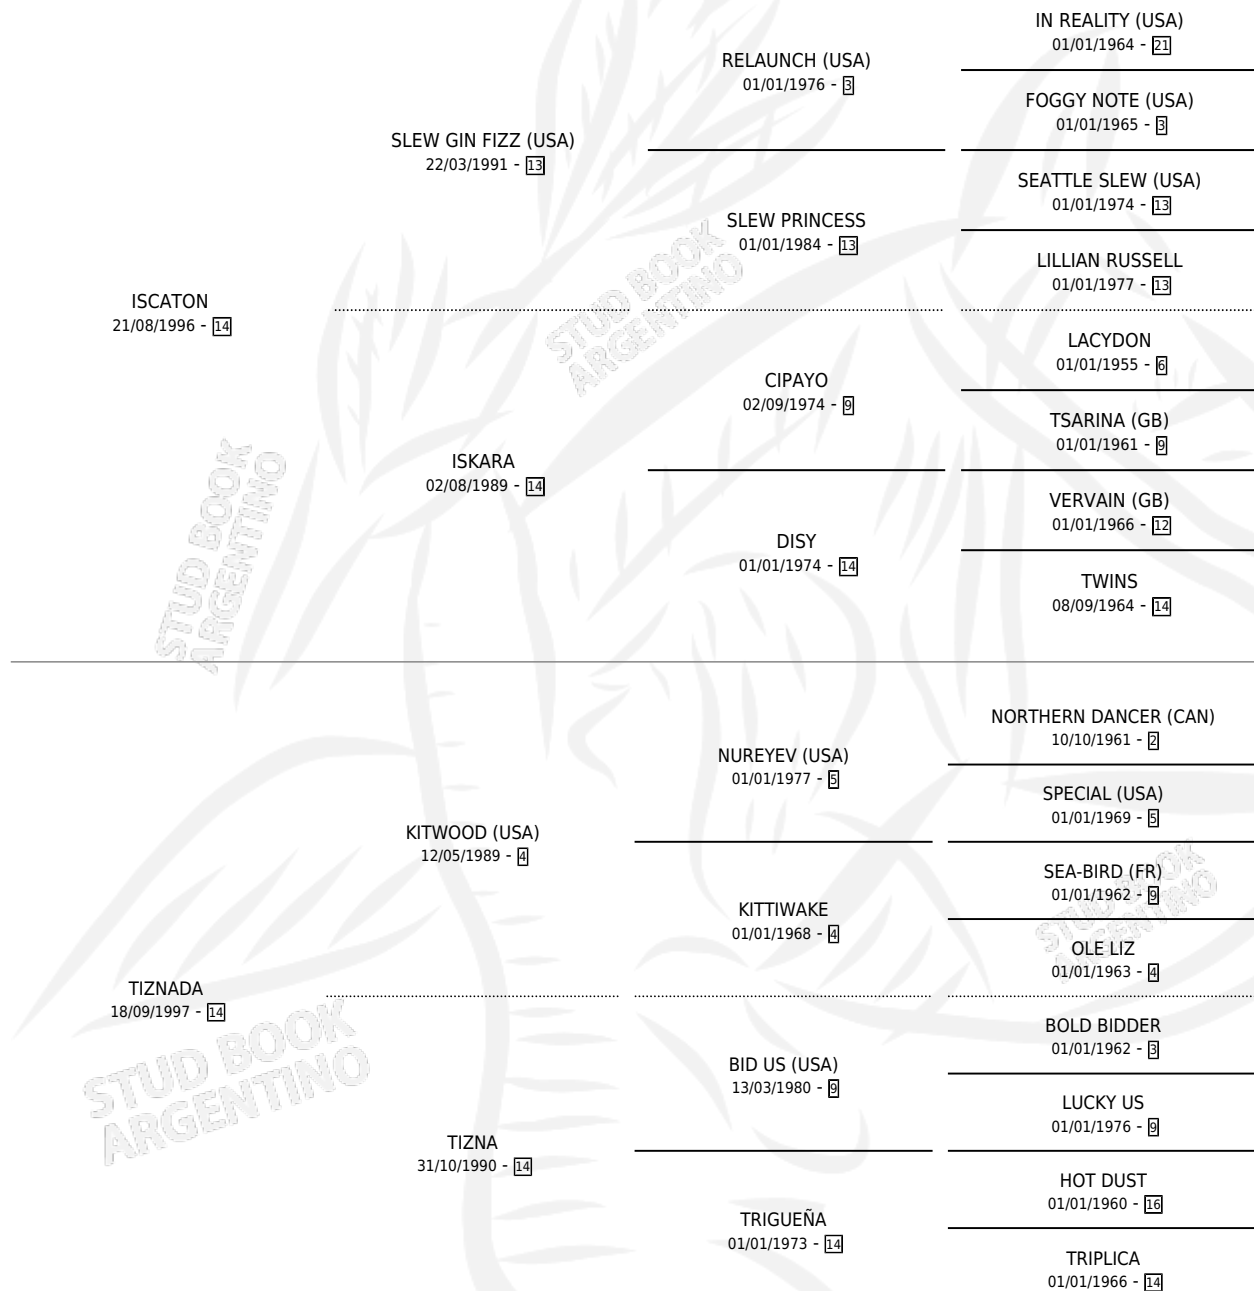 IN REALITY (USA)
01/01/1964 - 21
RELAUNCH (USA)
01/01/1976 - 3
FOGGY NOTE (USA)
01/01/1965 - 3
SLEW GIN FIZZ (USA)
22/03/1991 - 13
SEATTLE SLEW (USA)
01/01/1974 - 13
SLEW PRINCESS
01/01/1984 - 13
LILLIAN RUSSELL
01/01/1977 - 13
ISCATON
21/08/1996 - 14
STUD BOOK
ARGENTINO
LACYDON
01/01/1955 - 6
CIPAYO
02/09/1974 - 9
TSARINA (GB)
01/01/1961 - 9
ISKARA
02/08/1989 - 14
VERVAIN (GB)
01/01/1966 - 12
DISY
01/01/1974 - 14
TWINS
08/09/1964 - 14
STUD BOOK
ARGENTINO
NORTHERN DANCER (CAN)
10/10/1961 - 2
NUREYEV (USA)
01/01/1977 - 5
SPECIAL (USA)
01/01/1969 - 5
KITWOOD (USA)
12/05/1989 - 4
SEA-BIRD (FR)
01/01/1962 - 9
KITTIWAKE
01/01/1968 - 4
OLE LIZ
01/01/1963 - 4
STUD BOOK
ARGENTINO
TIZNADA
18/09/1997 - 14
BOLD BIDDER
01/01/1962 - 3
BID US (USA)
13/03/1980 - 9
LUCKY US
01/01/1976 - 9
TIZNA
31/10/1990 - 14
HOT DUST
01/01/1960 - 16
TRIGUEÑA
01/01/1973 - 14
TRIPLICA
01/01/1966 - 14
STUD BOOK
ARGENTINO